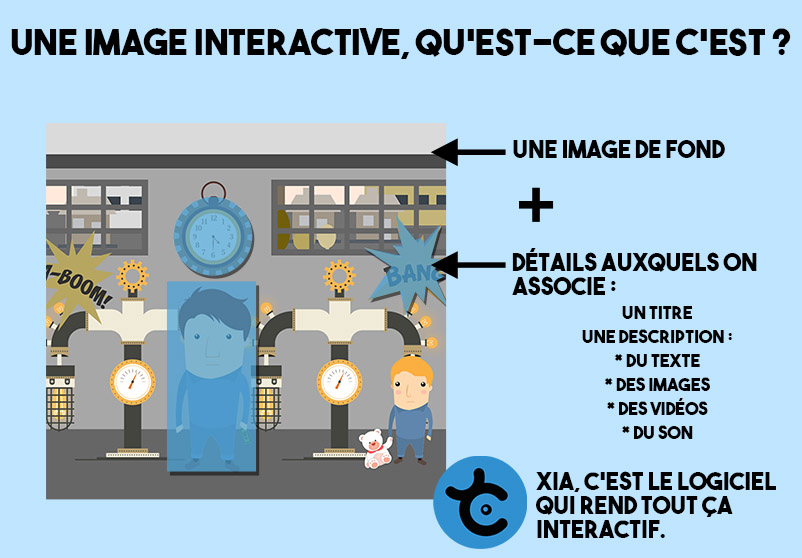 UNE IMAGE INTERACTIVE, QU'EST-CE QUE C'EST ?
UNE IMAGE DE FOND
+
DÉTAILS AUXQUELS ON
ASSOCIE :
UN TITRE
UNE DESCRIPTION :
* DU TEXTE
* DES IMAGES
* DES VIDÉOS
* DU SON
A-BOOM!
BANG
XIA, C'EST LE LOGICIEL
QUI REND TOUT ÇA
INTERACTIF.